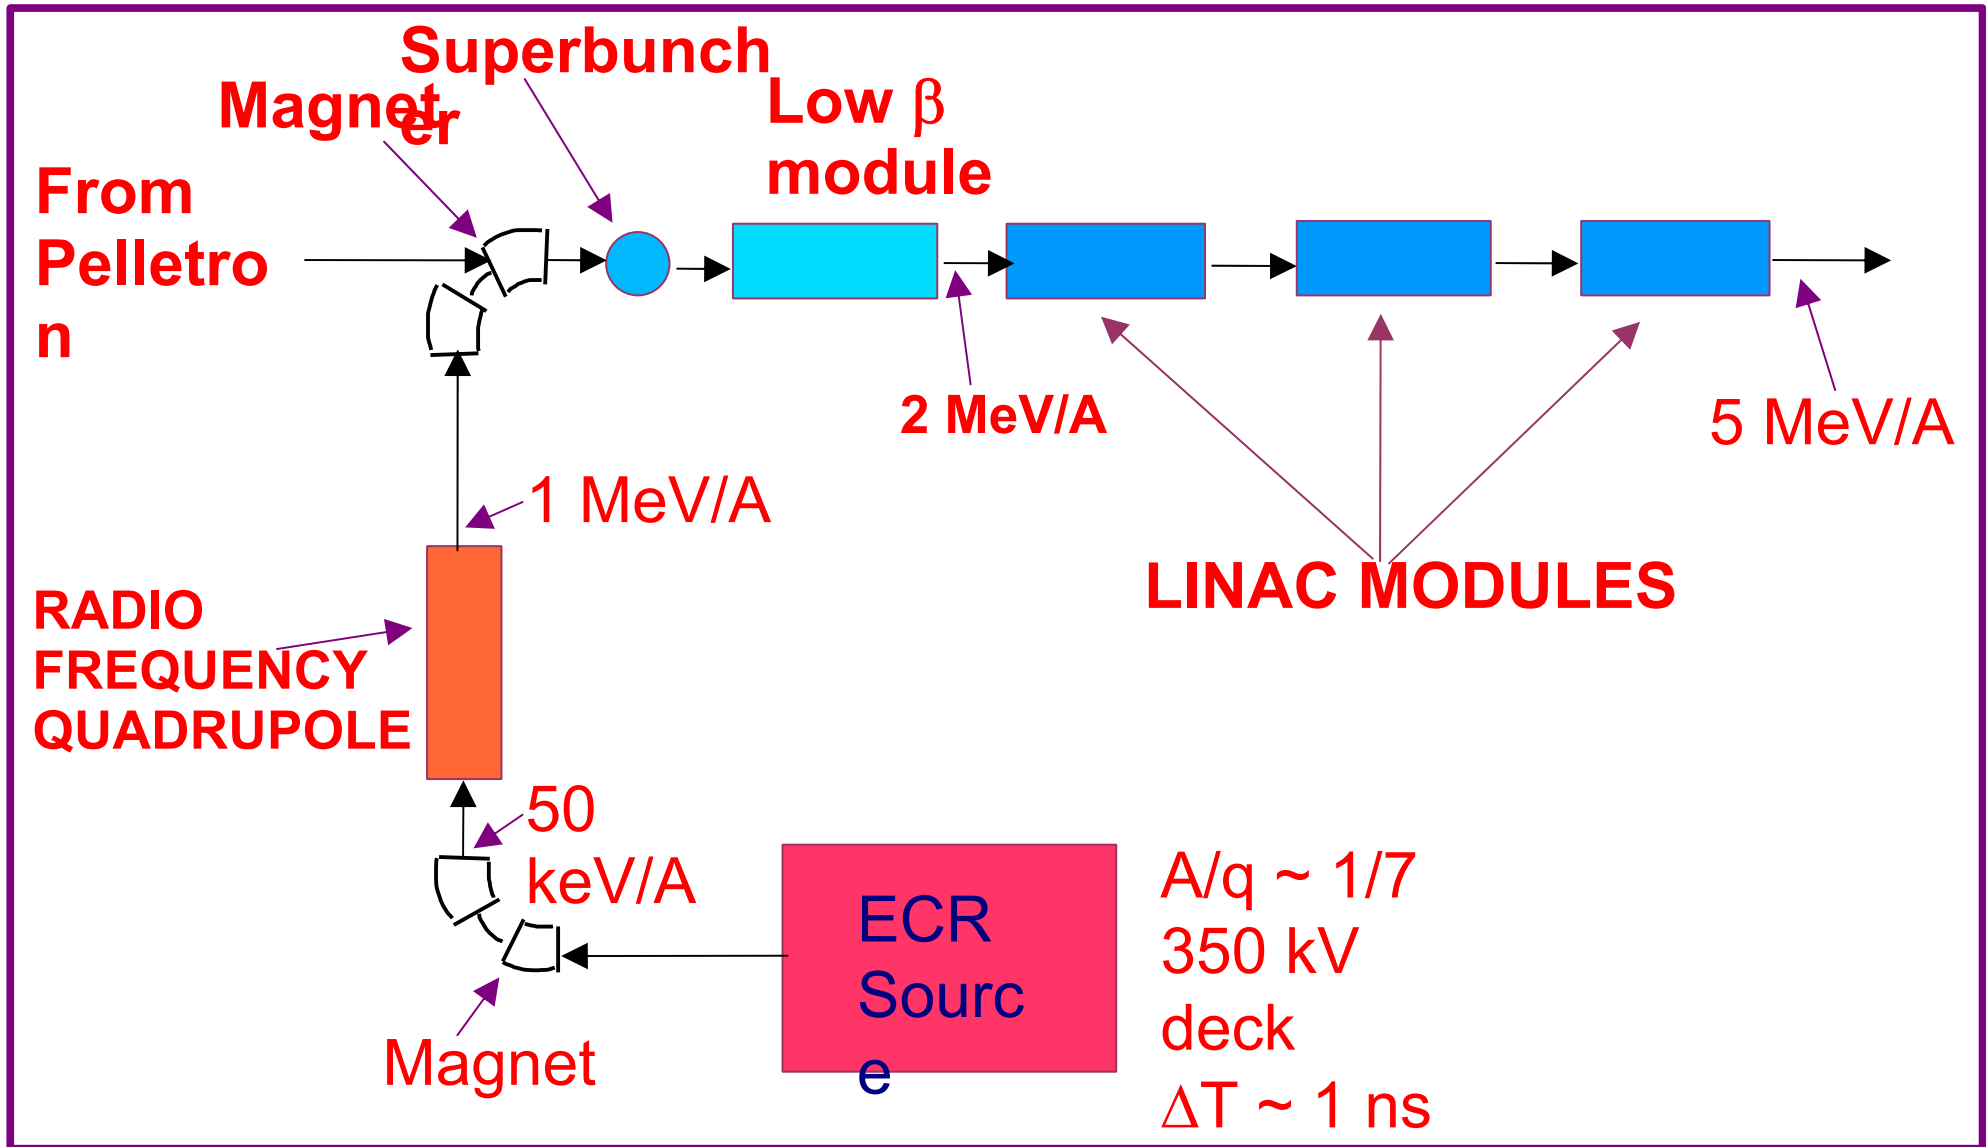 Superbunch
er
Magnet
Low β
module
From
Pelletro
n
2 MeV/A
5 MeV/A
1 MeV/A
LINAC MODULES
RADIO
FREQUENCY
QUADRUPOLE
50
keV/A
ECR
Sourc
e
A/q ~ 1/7
350 kV
deck
ΔT ~ 1 ns
Magnet